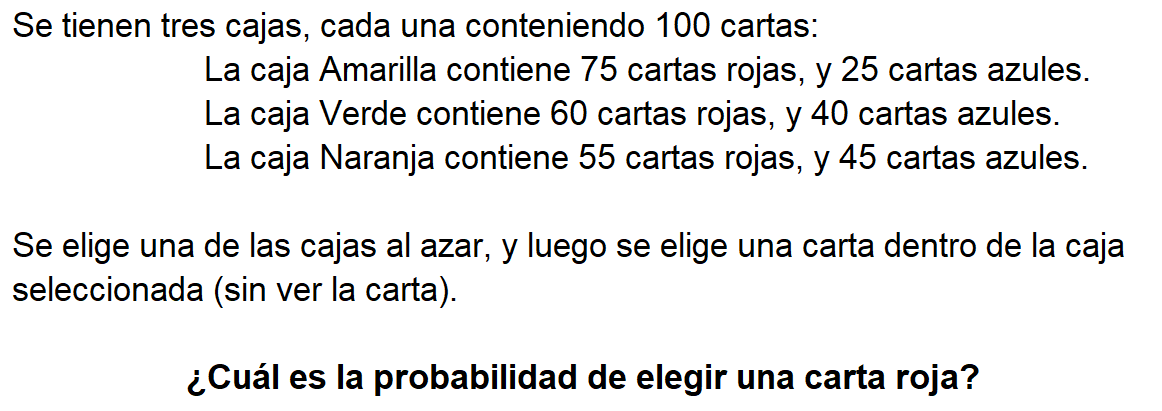 Se tienen tres cajas, cada una conteniendo 100 cartas:
La caja Amarilla contiene 75 cartas rojas, y 25 cartas azules.
La caja Verde contiene 60 cartas rojas, y 40 cartas azules.
La caja Naranja contiene 55 cartas rojas, y 45 cartas azules.
Se elige una de las cajas al azar, y luego se elige una carta dentro de la caja
seleccionada (sin ver la carta).
¿Cuál es la probabilidad de elegir una carta roja?